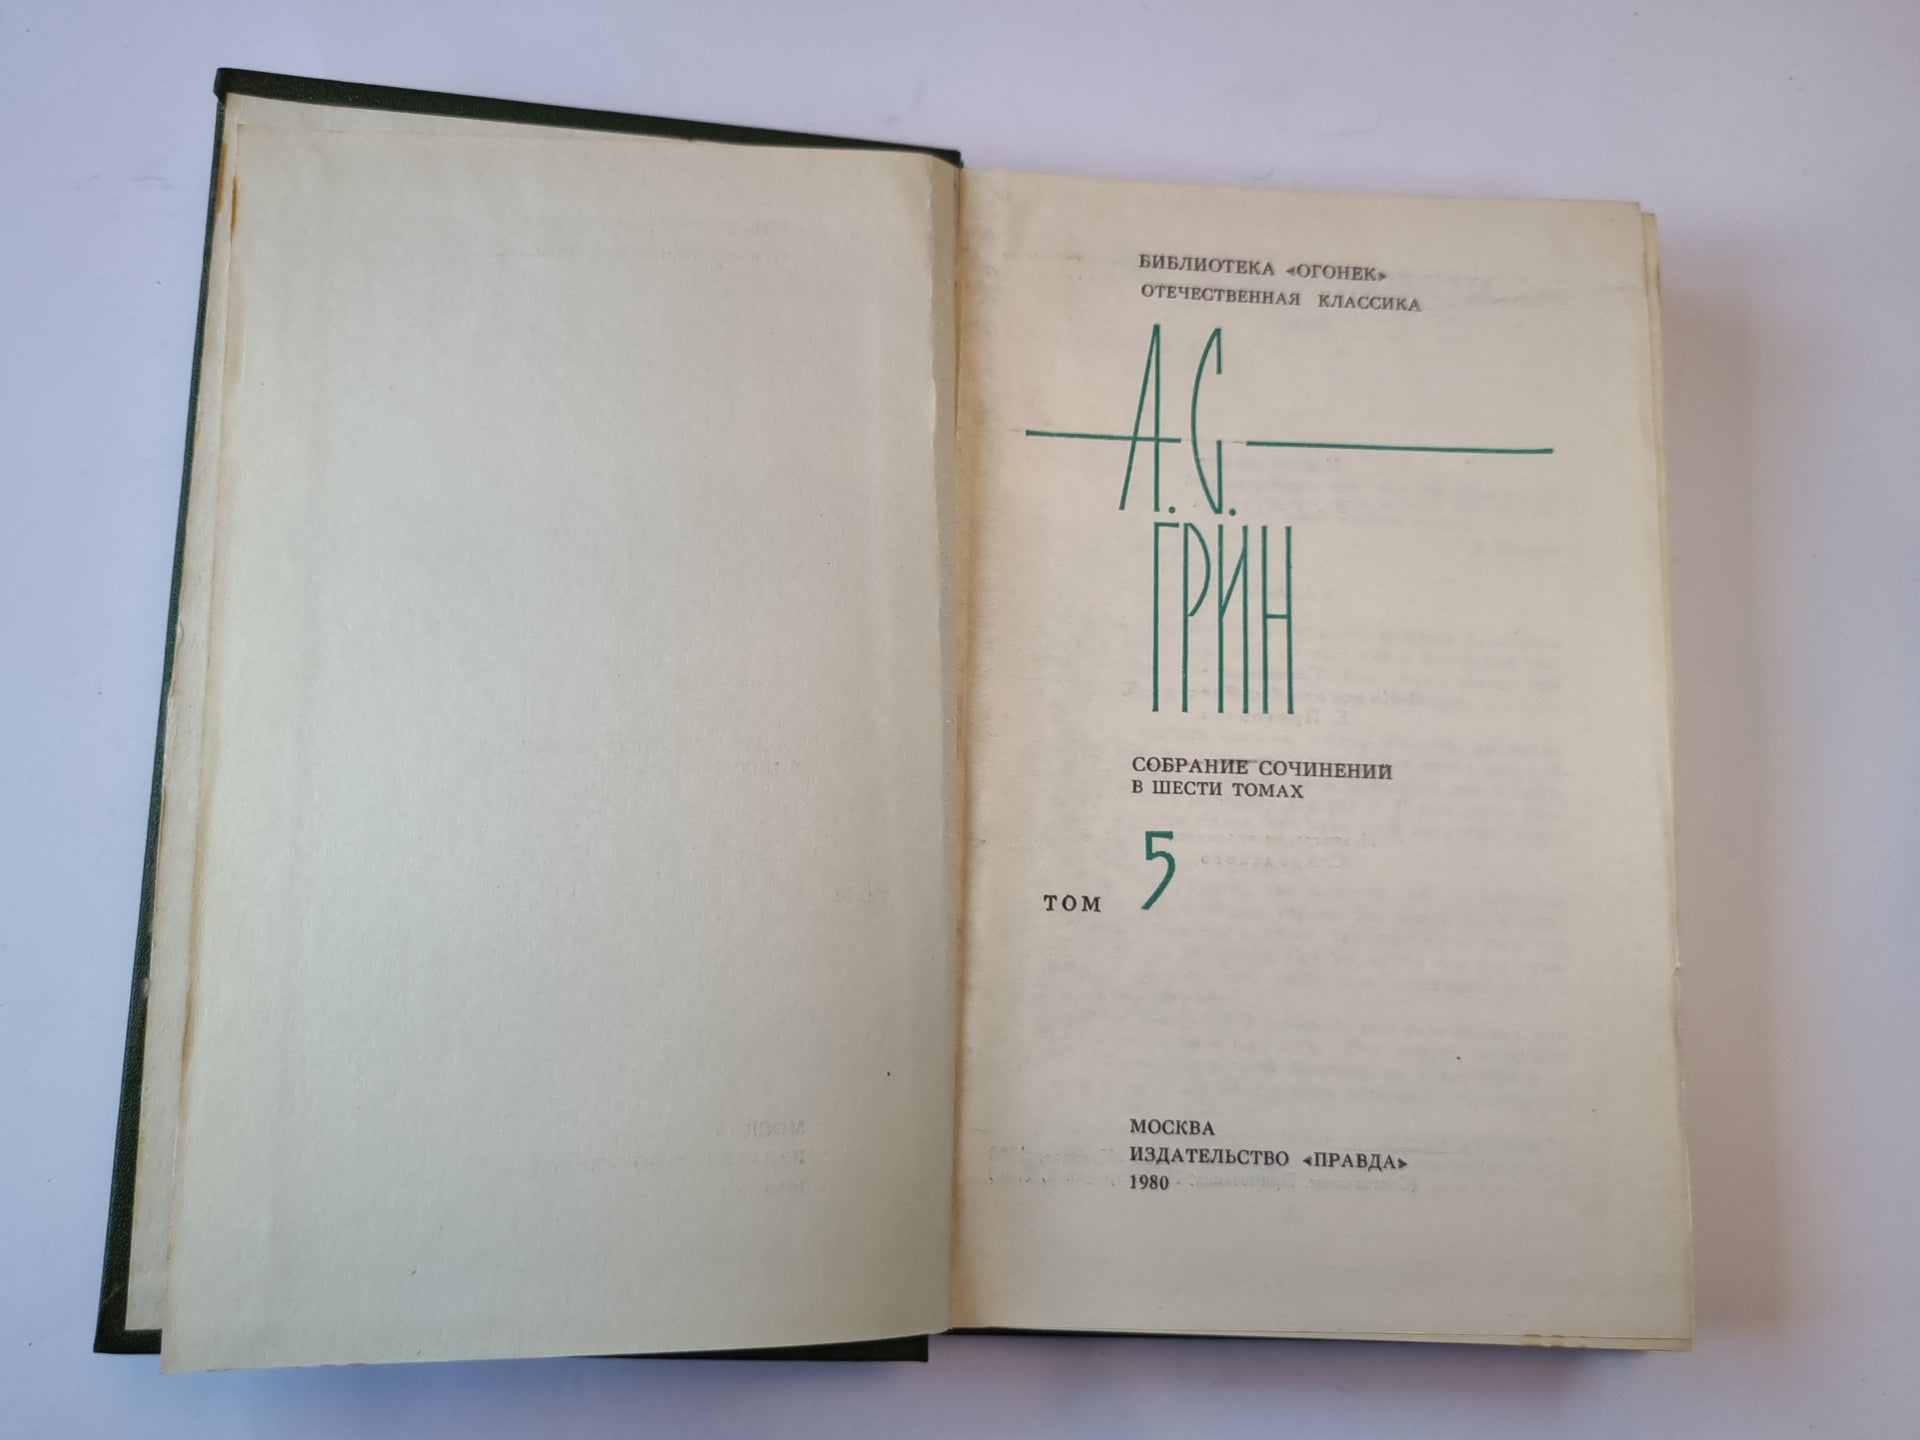 БИБЛИОТЕКА «ОГОНЕК»
ОТЕЧЕСТВЕННАЯ КЛАССИКА
А. С.
ГРИН
СОБРАНИЕ СОЧИНЕНИЙ
В ШЕСТИ ТОМАХ
ТОМ 5
МОСКВА
ИЗДАТЕЛЬСТВО «ПРАВДА»
1980